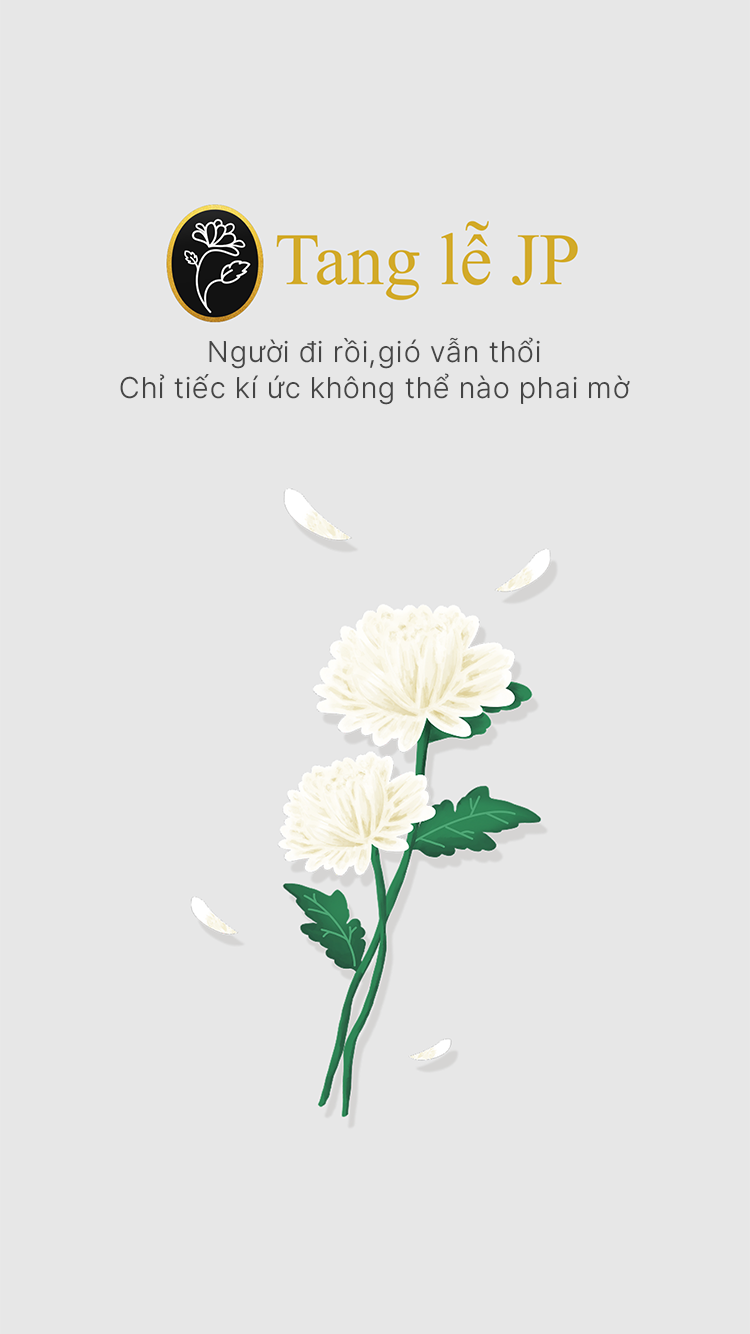 Tang lễ JP
Người đi rồi,gió vẫn thổi
Chỉ tiếc kí ức không thể nào phai mờ